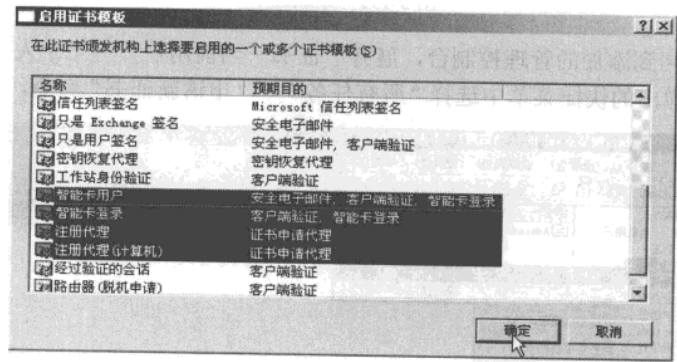 启用证书模板
在此证书颁发机构上选择要启用的一个或多个证书模板(S)
名称 预期目的
信任列表签名 Microsoft 信任列表签名
只是 Exchange 签名 安全电子邮件
只是用户签名 安全电子邮件, 客户端验证
密钥恢复代理 密钥恢复代理
工作站身份验证 客户端验证
智能卡用户 安全电子邮件, 客户端验证, 智能卡登录
智能卡登录 客户端验证, 智能卡登录
注册代理 证书申请代理
注册代理(计算机) 证书申请代理
经过验证的会话 客户端验证
路由器(脱机申请) 客户端验证
确定 取消